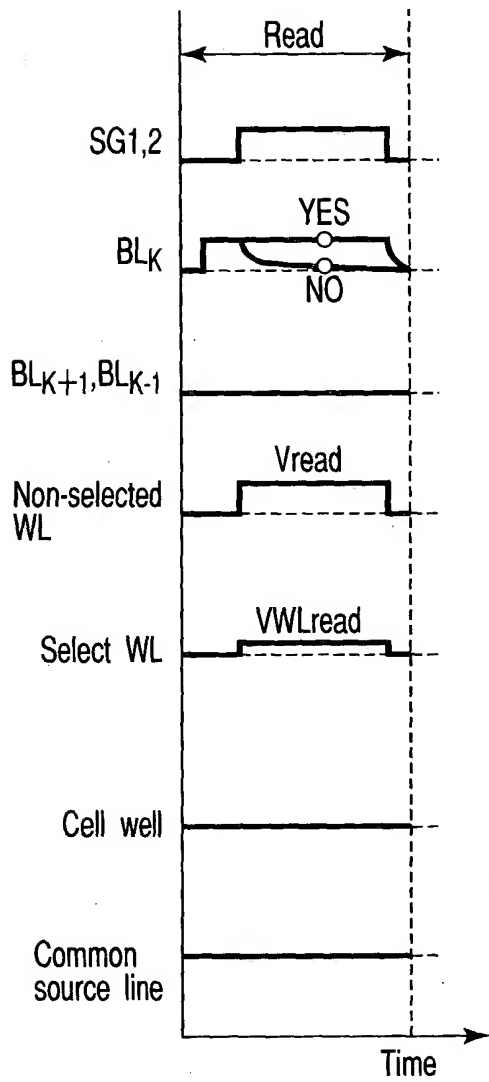 Read
SG1,2
YES
BLK
NO
BLK+1,BLK-1
Vread
Non-selected
WL
VWLread
Select WL
Cell well
Common
source line
Time